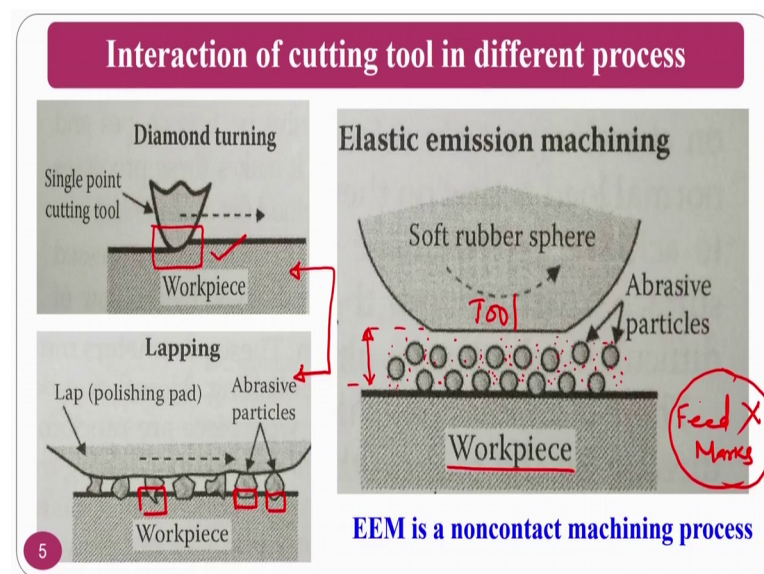 Interaction of cutting tool in different process
Diamond turning
Single point
cutting tool
Workpiece
Lapping
Lap (polishing pad)
Abrasive
particles
Workpiece
Elastic emission machining
Soft rubber sphere
Tool
Abrasive
particles
Workpiece
Feed X
Marks
EEM is a noncontact machining process
5